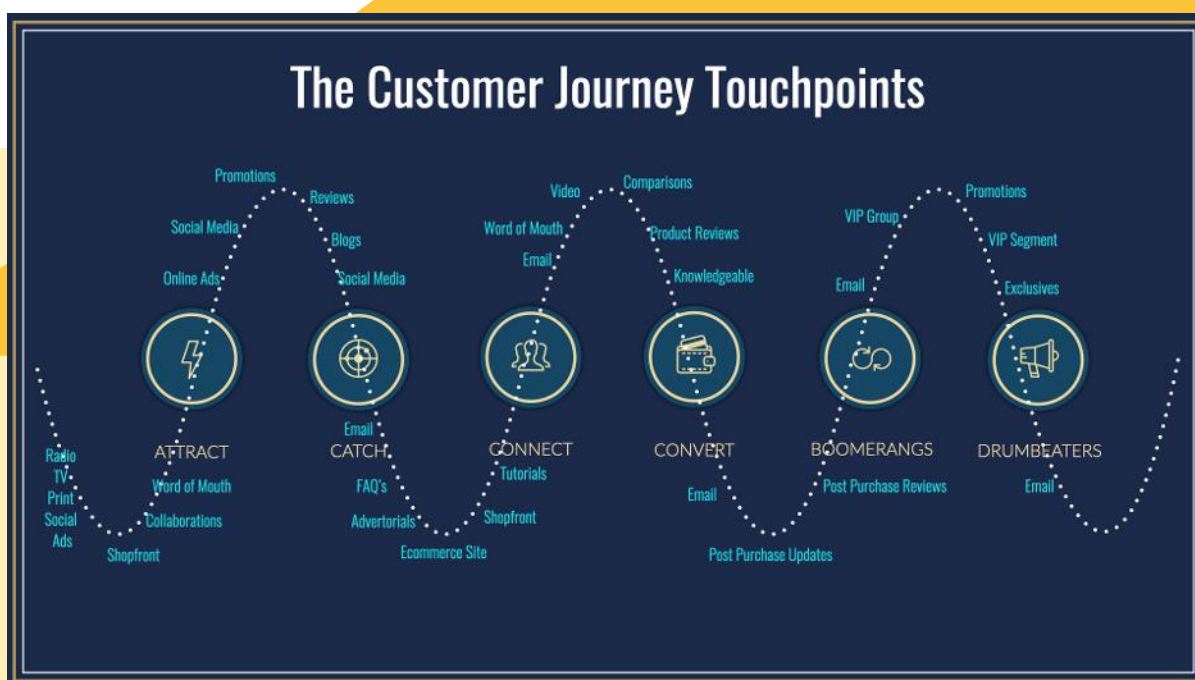 The Customer Journey Touchpoints
Radio
TV
Print
Social
Ads
Shopfront
Collaborations
Word of Mouth
ATTRACT
Online Ads
Social Media
Promotions
Reviews
Blogs
Social Media
CATCH
Email
FAQ's
Advertorials
Ecommerce Site
Shopfront
Tutorials
CONNECT
Email
Word of Mouth
Video
Comparisons
Product Reviews
Knowledgeable
CONVERT
Email
Post Purchase Updates
Post Purchase Reviews
BOOMERANGS
Email
VIP Group
Promotions
VIP Segment
Exclusives
DRUMBEATERS
Email